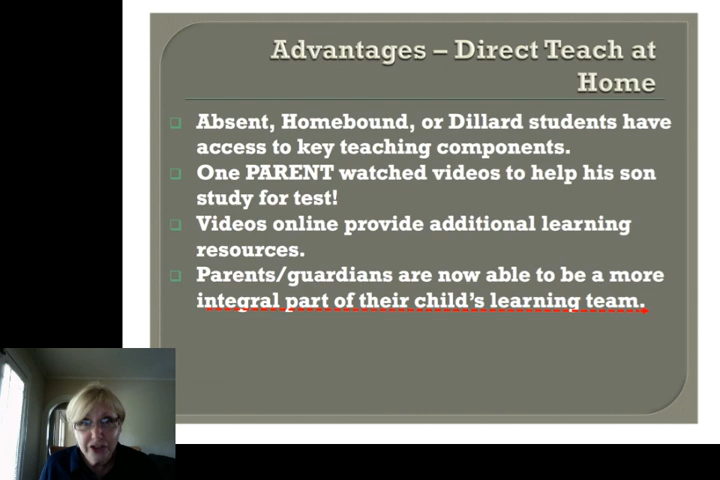 Advantages – Direct Teach at
Home
Absent, Homebound, or Dillard students have
access to key teaching components.
One PARENT watched videos to help his son
study for test!
Videos online provide additional learning
resources.
Parents/guardians are now able to be a more
integral part of their child's learning team.